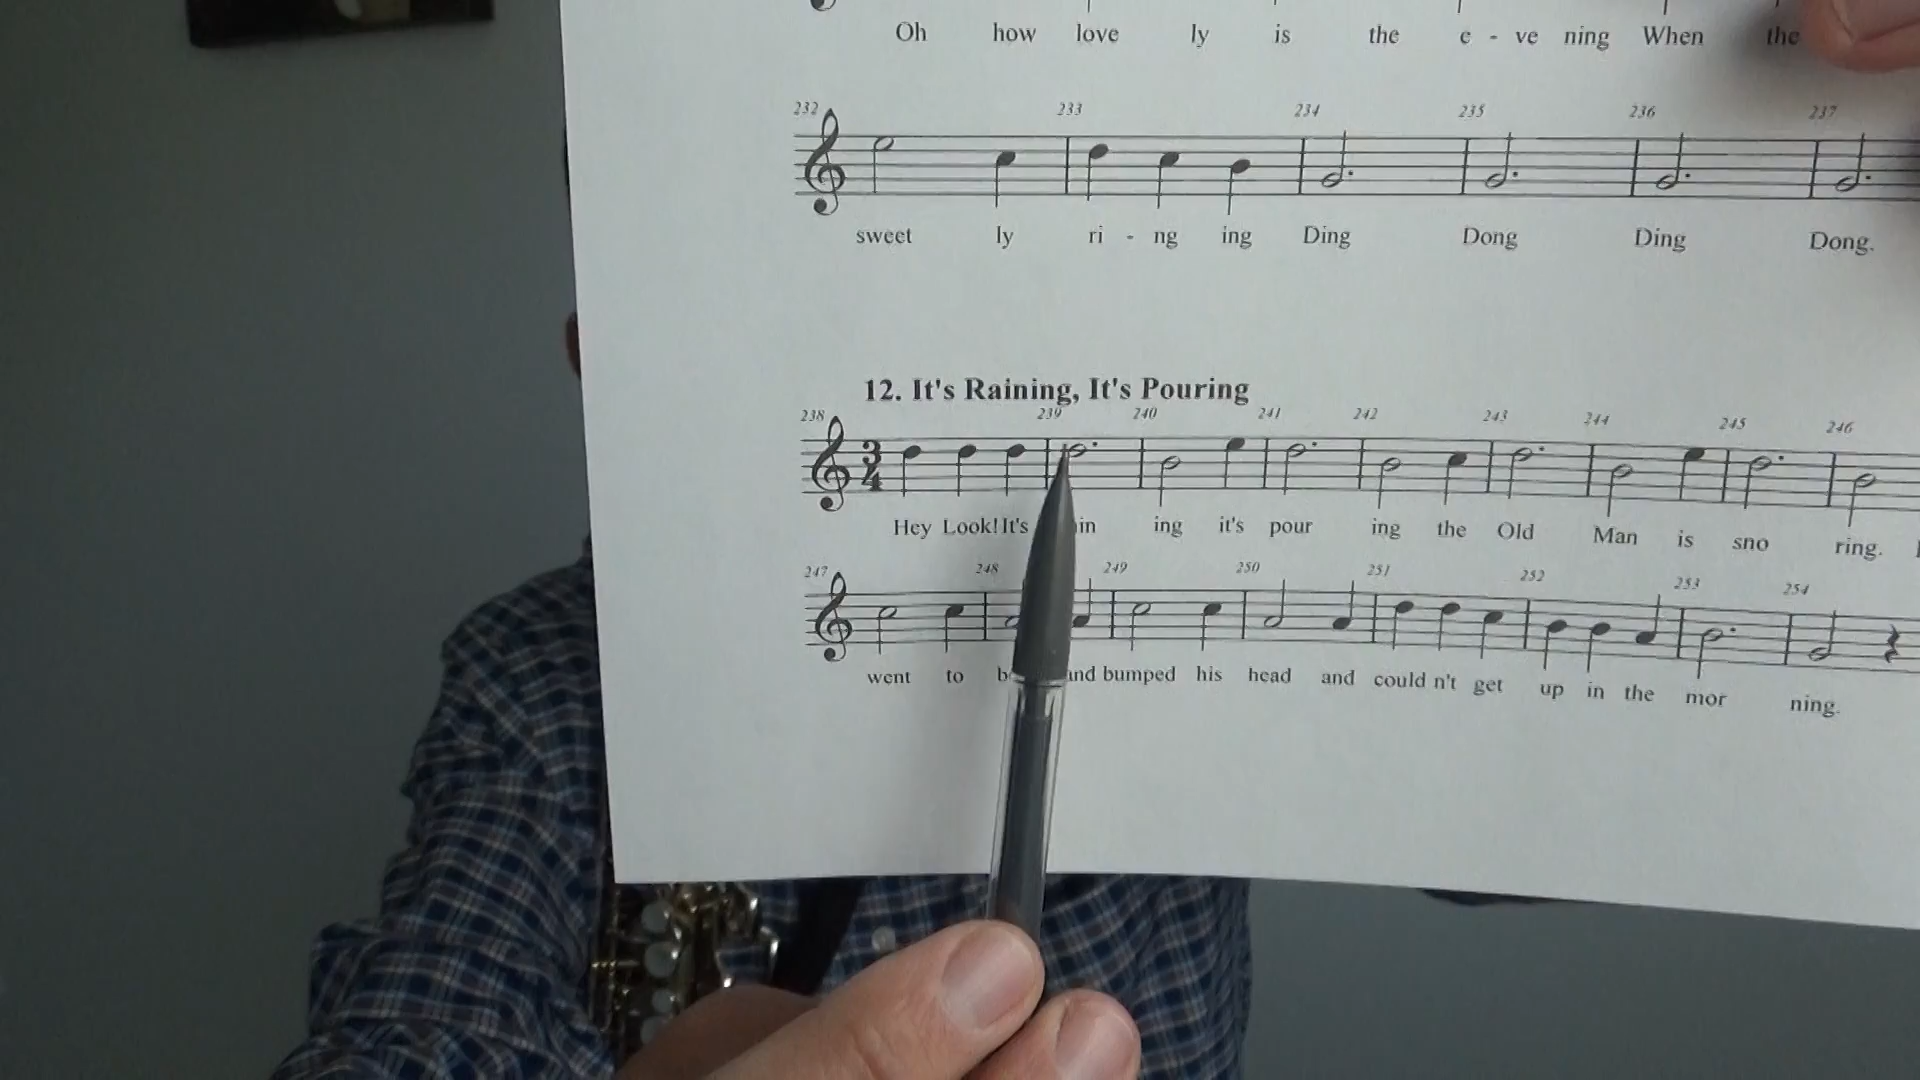 Oh how love ly is the e - ve ning When the
232 233 234 235 236 237
sweet ly ri - ng ing Ding Dong Ding Dong.
12. It's Raining, It's Pouring
238 239 240 241 242 243 244 245 246
3
4
Hey Look! It's in ing it's pour ing the Old Man is sno ring.
247 248 249 250 251 252 253 254
went to and bumped his head and could n't get up in the mor ning.